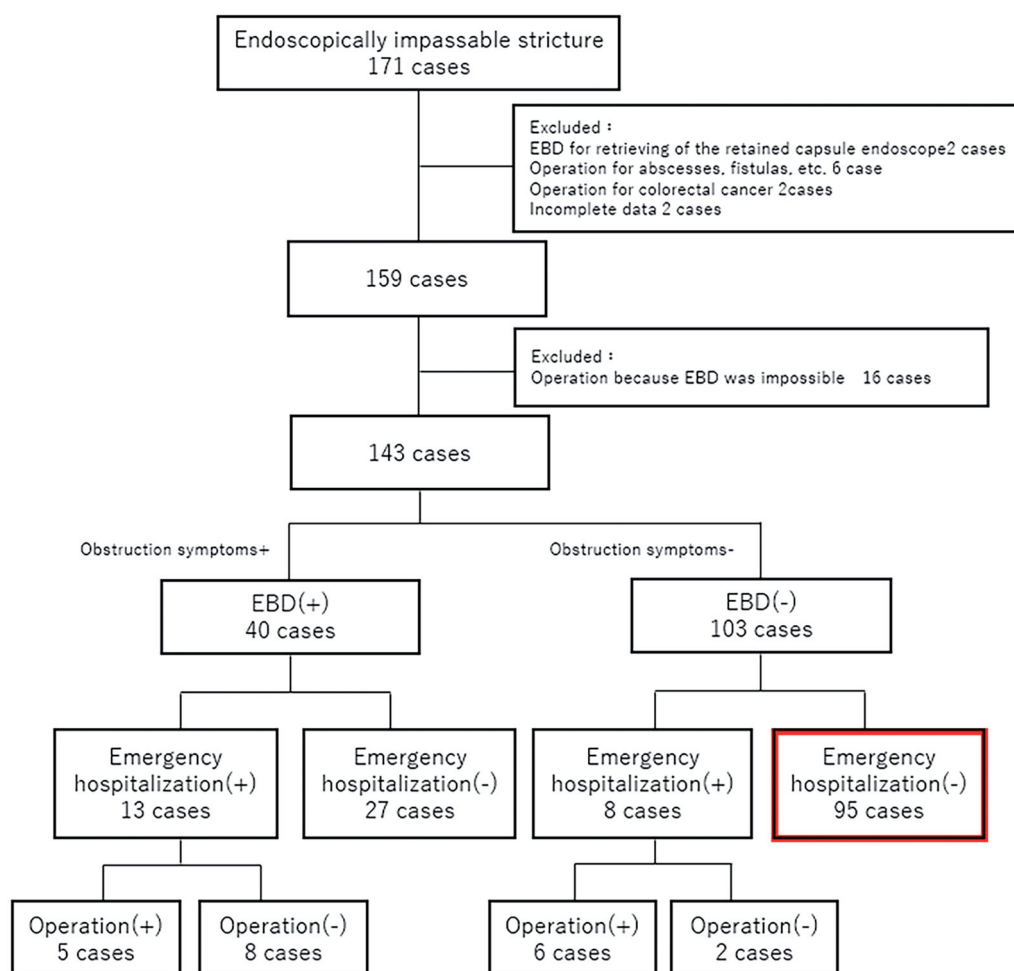 Endoscopically impassable stricture
171 cases
Excluded：
EBD for retrieving of the retained capsule endoscope2 cases
Operation for abscesses, fistulas, etc. 6 case
Operation for colorectal cancer 2cases
Incomplete data 2 cases
159 cases
Excluded：
Operation because EBD was impossible　16 cases
143 cases
Obstruction symptoms+
Obstruction symptoms-
EBD(+)
40 cases
EBD(-)
103 cases
Emergency
hospitalization(+)
13 cases
Emergency
hospitalization(-)
27 cases
Emergency
hospitalization(+)
8 cases
Emergency
hospitalization(-)
95 cases
Operation(+)
5 cases
Operation(-)
8 cases
Operation(+)
6 cases
Operation(-)
2 cases